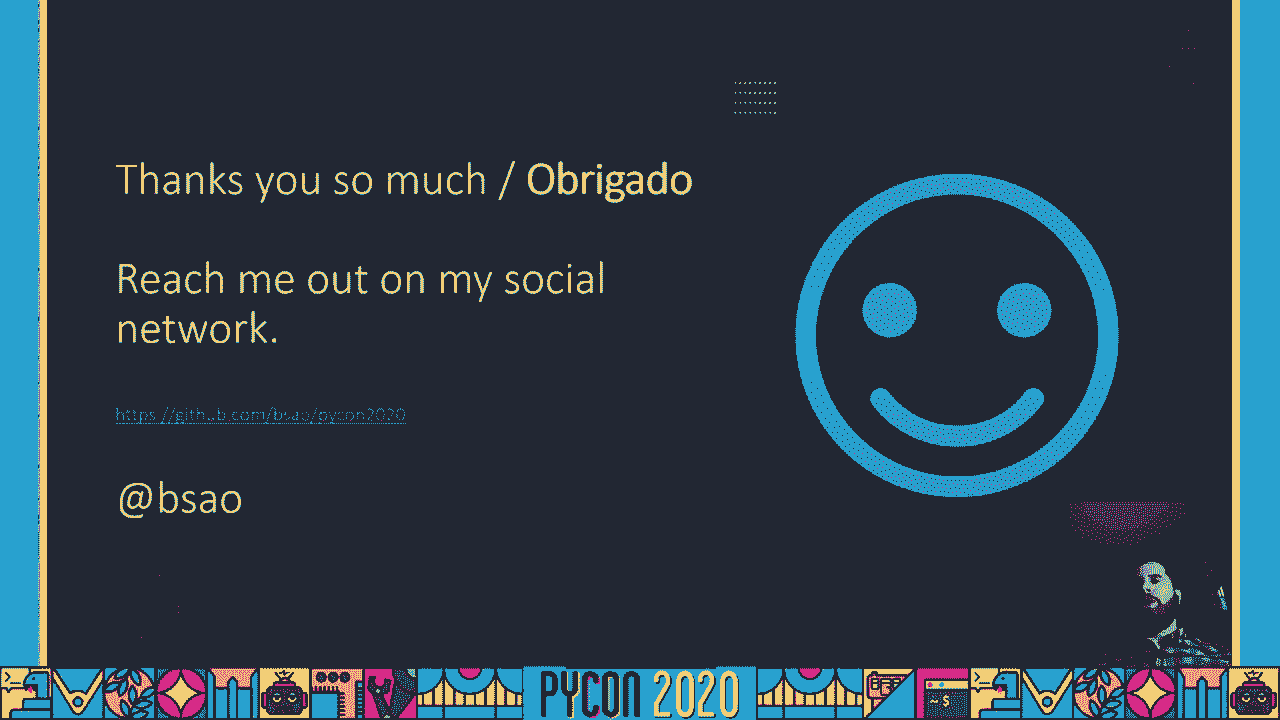 Thanks you so much / Obrigado
Reach me out on my social
network.
https://github.com/bsao/pycon2020
@bsao
~$
PYCON 2020